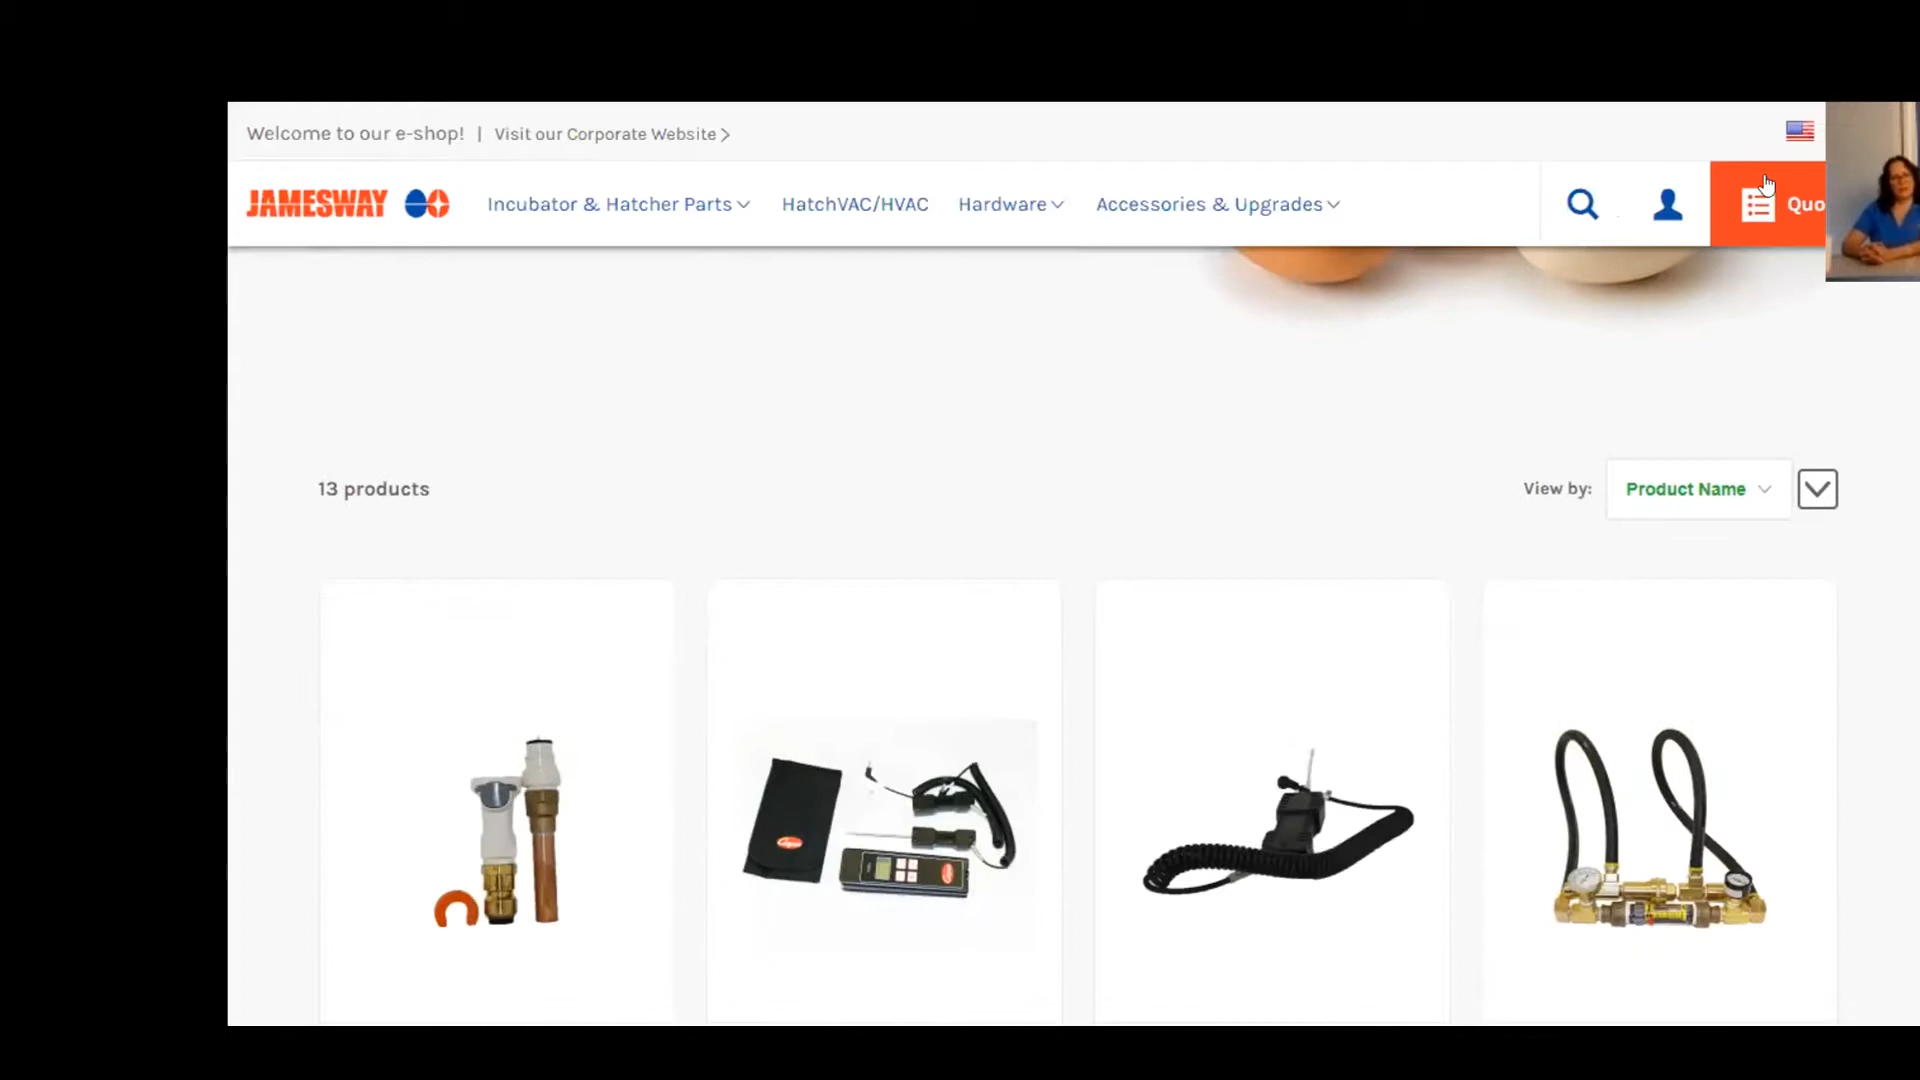 Welcome to our e-shop! | Visit our Corporate Website >
JAMESWAY Incubator & Hatcher Parts HatchVAC/HVAC Hardware Accessories & Upgrades Quo
13 products View by: Product Name